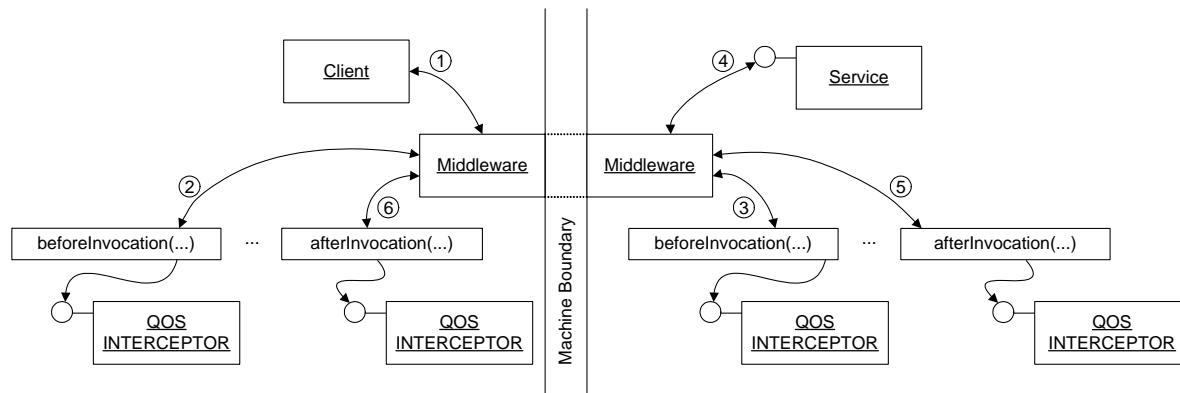 ①
④
Client
Service
Middleware
Middleware
②
⑥
③
⑤
beforeInvocation(...)
...
afterInvocation(...)
beforeInvocation(...)
...
afterInvocation(...)
Machine Boundary
QOS
INTERCEPTOR
QOS
INTERCEPTOR
QOS
INTERCEPTOR
QOS
INTERCEPTOR